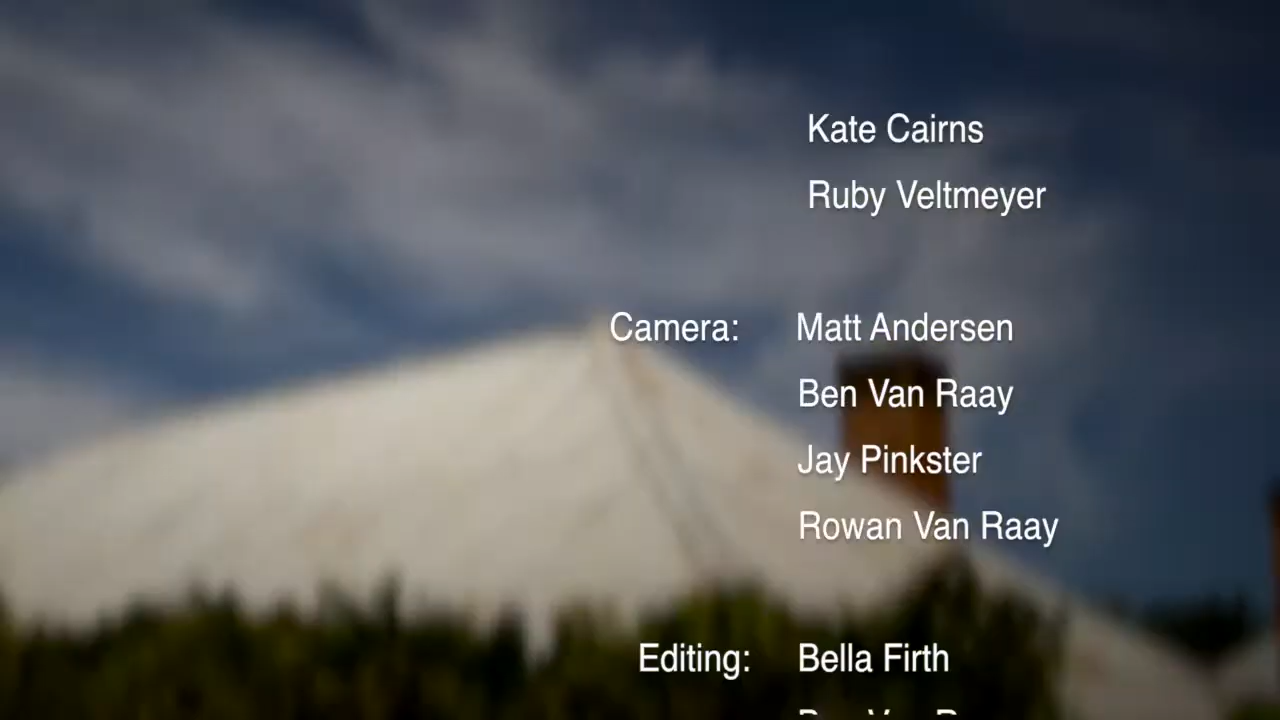 Kate Cairns
Ruby Veltmeyer
Camera: Matt Andersen
Ben Van Raay
Jay Pinkster
Rowan Van Raay
Editing: Bella Firth